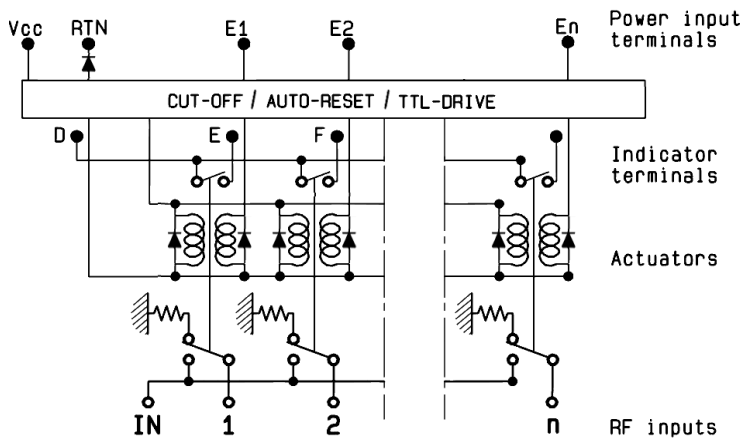 Vcc RTN E1 E2 En Power input
terminals
CUT-OFF / AUTO-RESET / TTL-DRIVE
D E F
Indicator
terminals
Actuators
IN 1 2 n RF inputs